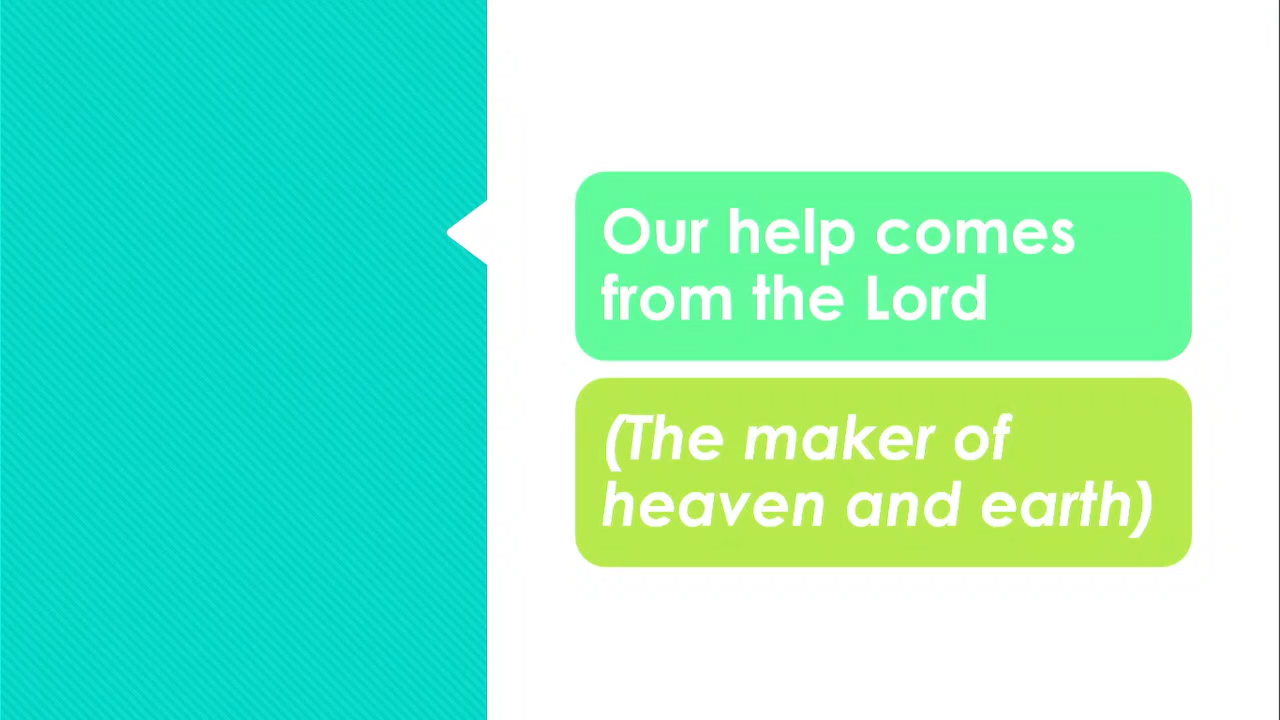 Our help comes
from the Lord
(The maker of
heaven and earth)